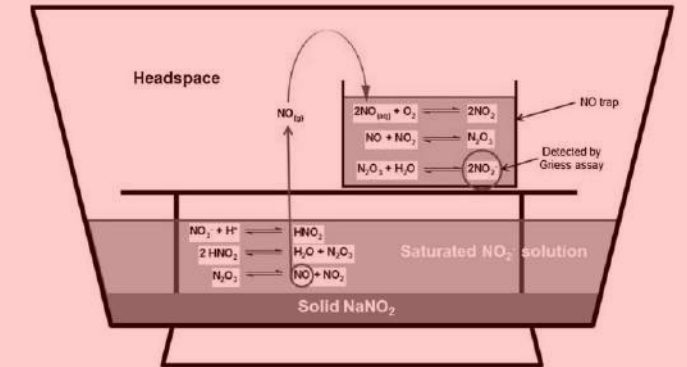 Headspace
NO(g)
2NO(aq) + O₂ ⇌ 2NO₂
NO + NO₂ ⇌ N₂O₃
N₂O₃ + H₂O ⇌ 2NO₂⁻
NO trap
Detected by
Griess assay
NO₂⁻ + H⁺ ⇌ HNO₂
2 HNO₂ ⇌ H₂O + N₂O₃
N₂O₃ ⇌ NO + NO₂
Saturated NO₂⁻ solution
Solid NaNO₂